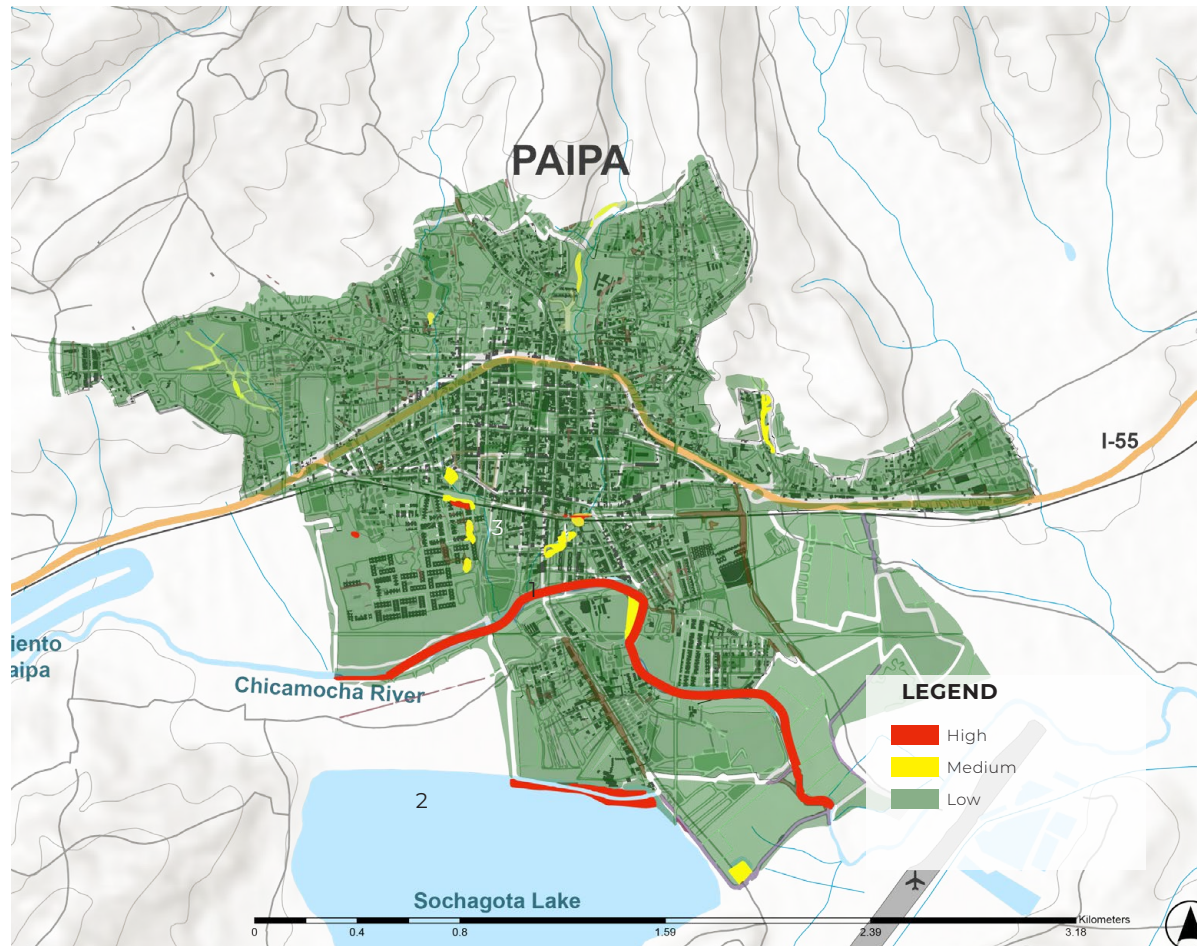 PAIPA
I-55
3
1
iento
aipa
Chicamocha River
LEGEND
High
Medium
Low
2
Sochagota Lake
Kilometers
0
0.4
0.8
1.59
2.39
3.18